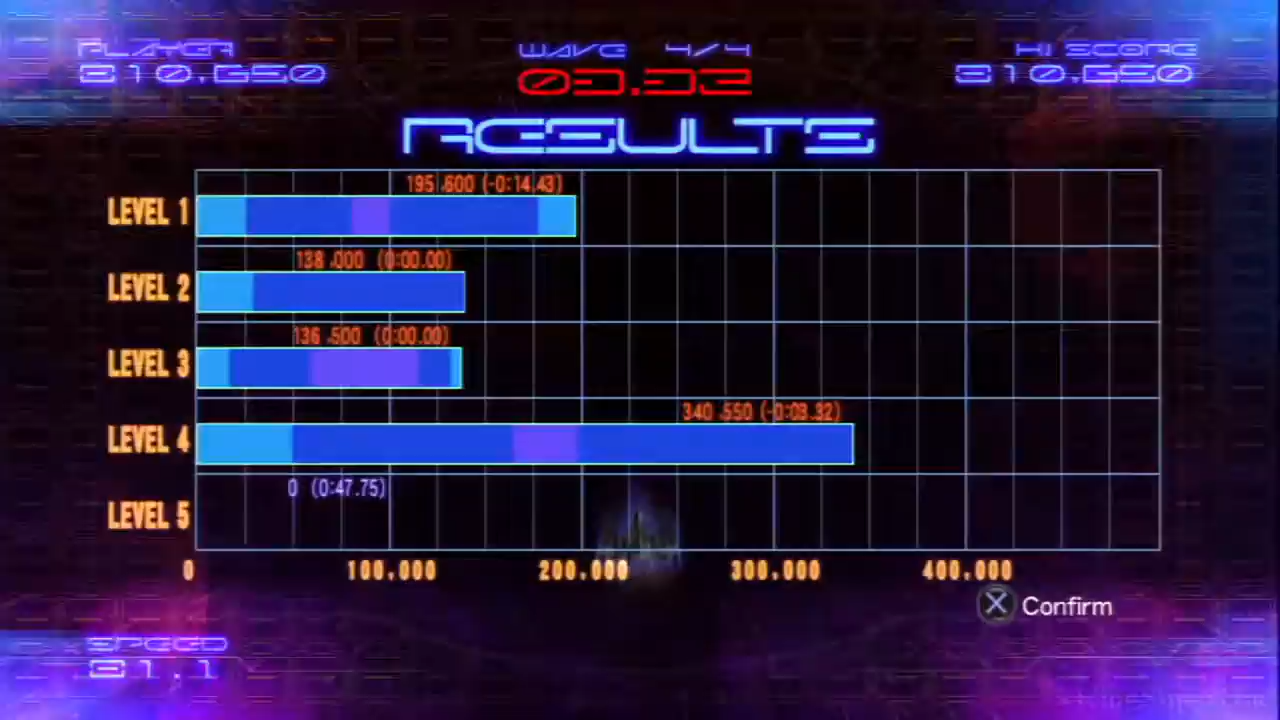 PLAYER
810.650
WAVE 4/4
03.32
HI SCORE
810.650
RESULTS
LEVEL 1
195.600 (-0:14.43)
LEVEL 2
138.000 (0:00.00)
LEVEL 3
136.500 (0:00.00)
LEVEL 4
340.550 (-0:03.32)
LEVEL 5
0 (0:47.75)
0 100,000 200,000 300,000 400,000
X Confirm
SPEED
81.1